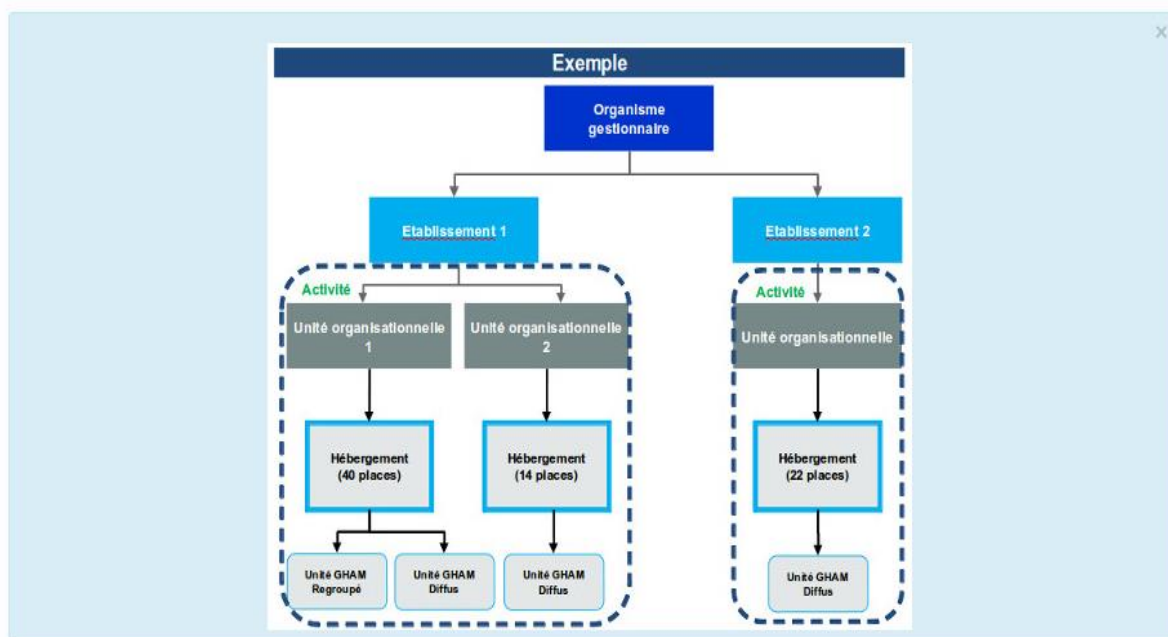 ×
Exemple
Organisme
gestionnaire
Etablissement 1
Etablissement 2
Activité
Activité
Unité organisationnelle
1
Unité organisationnelle
2
Unité organisationnelle
Hébergement
(40 places)
Hébergement
(14 places)
Hébergement
(22 places)
Unité GHAM
Regroupé
Unité GHAM
Diffus
Unité GHAM
Diffus
Unité GHAM
Diffus